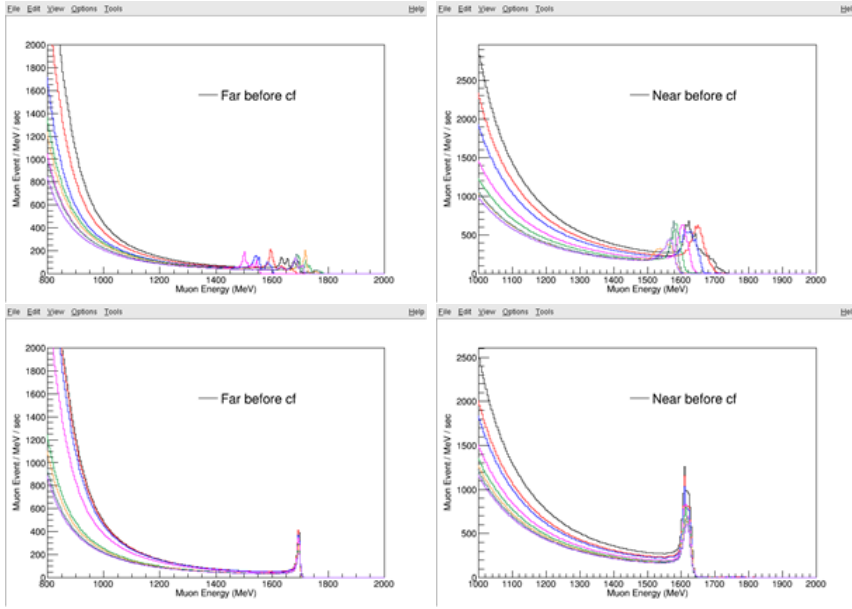 File Edit View Options Tools Help
Muon Event / MeV / sec
2000
1800
1600
1400
1200
1000
800
600
400
200
0
Far before cf
800 1000 1200 1400 1600 1800 2000
Muon Energy (MeV)
File Edit View Options Tools Help
Muon Event / MeV / sec
2500
2000
1500
1000
500
0
Near before cf
1000 1100 1200 1300 1400 1500 1600 1700 1800 1900 2000
Muon Energy (MeV)
File Edit View Options Tools Help
Muon Event / MeV / sec
2000
1800
1600
1400
1200
1000
800
600
400
200
0
Far before cf
800 1000 1200 1400 1600 1800 2000
Muon Energy (MeV)
File Edit View Options Tools Help
Muon Event / MeV / sec
2500
2000
1500
1000
500
0
Near before cf
1000 1100 1200 1300 1400 1500 1600 1700 1800 1900 2000
Muon Energy (MeV)